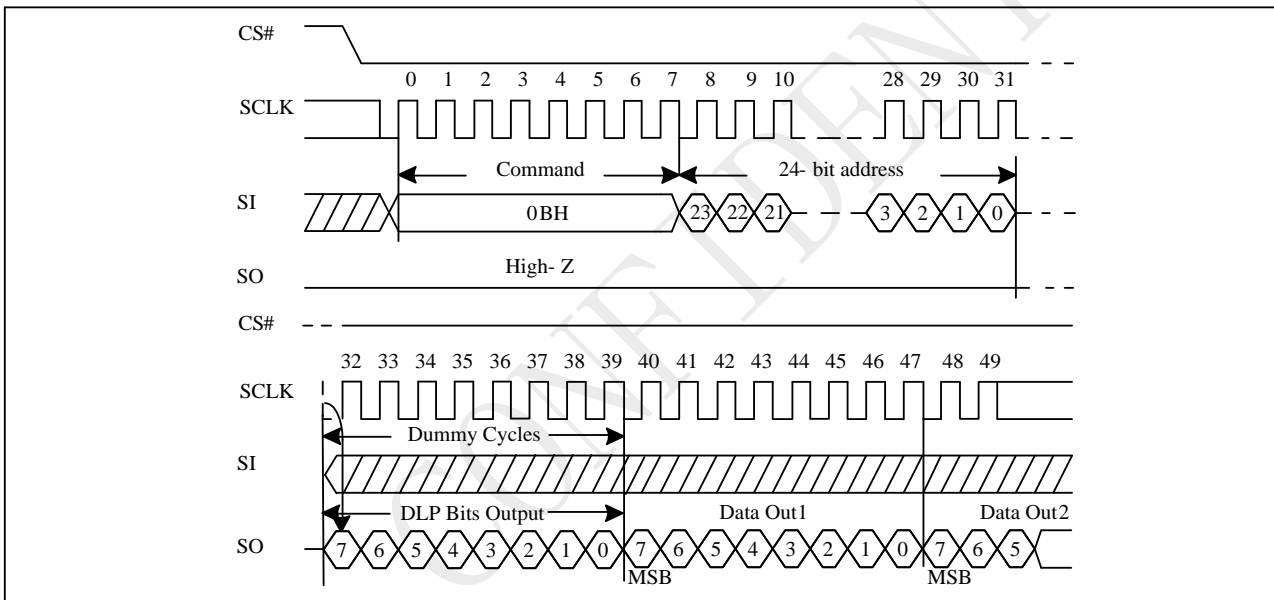 CS#
0 1 2 3 4 5 6 7 8 9 10 28 29 30 31
SCLK
Command 24- bit address
SI 0BH 23 22 21 3 2 1 0
High- Z
SO
CS#
32 33 34 35 36 37 38 39 40 41 42 43 44 45 46 47 48 49
SCLK
Dummy Cycles
SI
DLP Bits Output Data Out1 Data Out2
SO 7 6 5 4 3 2 1 0 7 6 5 4 3 2 1 0 7 6 5
MSB MSB
CONFIDENT